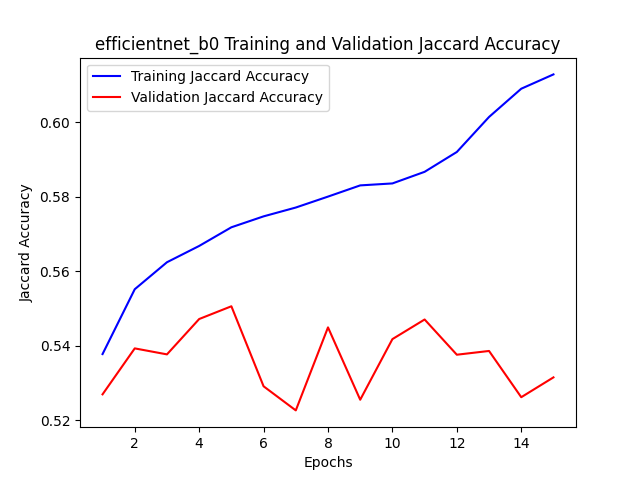 efficientnet_b0 Training and Validation Jaccard Accuracy
Training Jaccard Accuracy
Validation Jaccard Accuracy
Jaccard Accuracy
0.60
0.58
0.56
0.54
0.52
2 4 6 8 10 12 14
Epochs